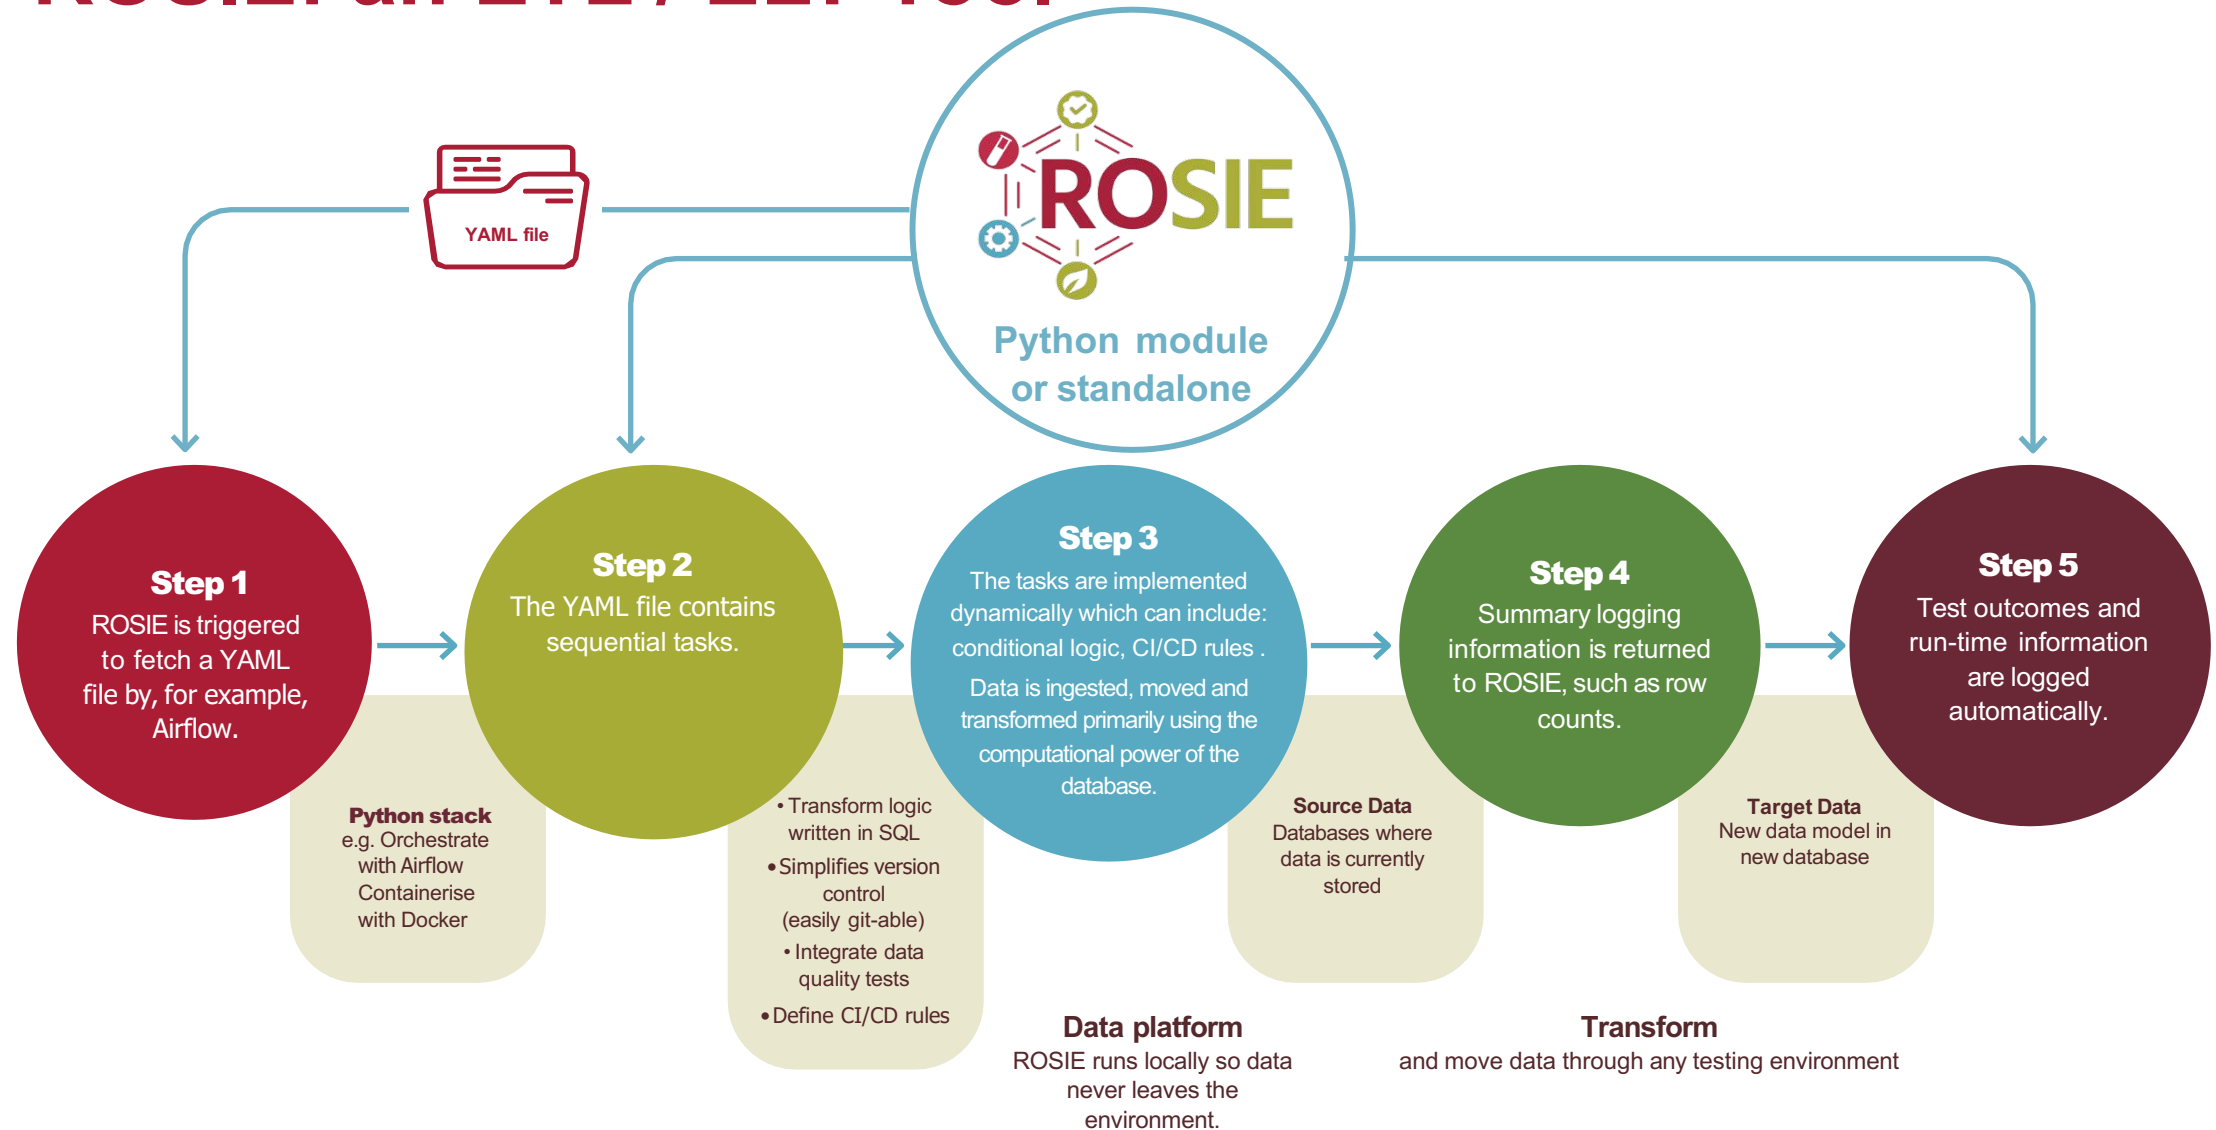 ROSIE: an ETL / ELT Tool
ROSIE
YAML file
Python module
or standalone
Step 1
ROSIE is triggered
to fetch a YAML
file by, for example,
Airflow.
Step 2
The YAML file contains
sequential tasks.
Step 3
The tasks are implemented
dynamically which can include:
conditional logic, CI/CD rules .
Data is ingested, moved and
transformed primarily using the
computational power of the
database.
Step 4
Summary logging
information is returned
to ROSIE, such as row
counts.
Step 5
Test outcomes and
run-time information
are logged
automatically.
Python stack
e.g. Orchestrate
with Airflow
Containerise
with Docker
• Transform logic
written in SQL
• Simplifies version
control
(easily git-able)
• Integrate data
quality tests
• Define CI/CD rules
Source Data
Databases where
data is currently
stored
Target Data
New data model in
new database
Data platform
ROSIE runs locally so data
never leaves the
environment.
Transform
and move data through any testing environment